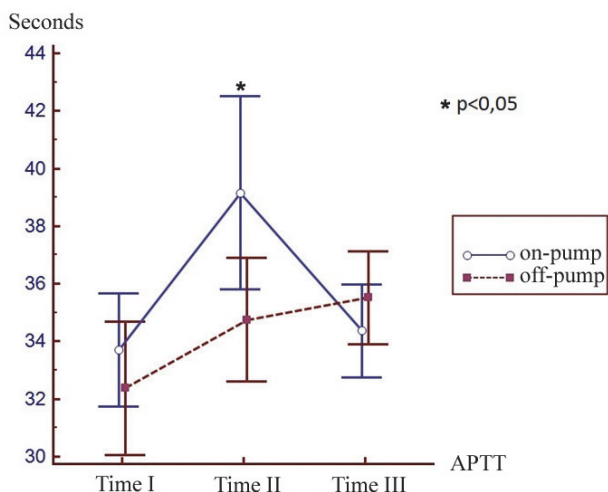 Seconds
44
42
40
38
36
34
32
30
*
* p<0,05
on-pump
off-pump
APTT
Time I
Time II
Time III